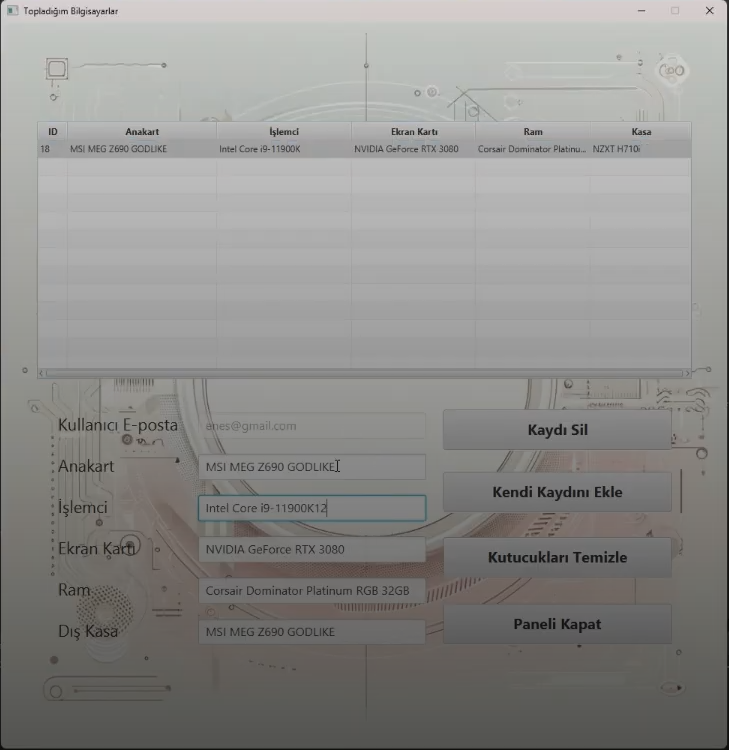 Topladığım Bilgisayarlar
ID Anakart İşlemci Ekran Kartı Ram Kasa
18 MSI MEG Z690 GODLIKE Intel Core i9-11900K NVIDIA GeForce RTX 3080 Corsair Dominator Platinu... NZXT H710i
Kullanıcı E-posta enes@gmail.com
Kaydı Sil
Anakart MSI MEG Z690 GODLIKE
Kendi Kaydını Ekle
İşlemci Intel Core i9-11900K12
Ekran Kartı NVIDIA GeForce RTX 3080
Kutucukları Temizle
Ram Corsair Dominator Platinum RGB 32GB
Dış Kasa MSI MEG Z690 GODLIKE
Paneli Kapat